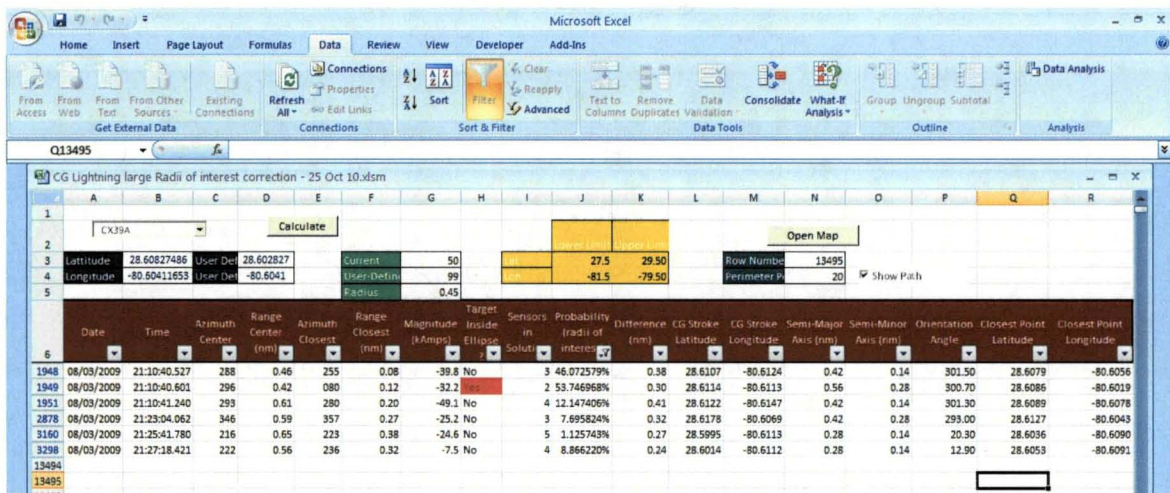 Microsoft Excel
Home Insert Page Layout Formulas Data Review View Developer Add-Ins
From Access
From Web
From Text
From Other Sources
Existing Connections
Get External Data
Refresh All
Connections
Properties
Edit Links
Connections
Sort
Filter
Clear
Reapply
Advanced
Sort & Filter
Text to Columns
Remove Duplicates
Data Validation
Consolidate
What-If Analysis
Data Tools
Group Ungroup Subtotal
Outline
Data Analysis
Analysis
Q13495 fx
CG Lightning large Radii of interest correction - 25 Oct 10.xlsm
A B C D E F G H I J K L M N O P Q R
1
CX39A Calculate Open Map
2 Lower Limit Upper Limit
3 Lattitude 28.60827486 User Def 28.602827 Current 50 Lat 27.5 29.50 Row Numbe 13495
4 Longitude -80.60411653 User Def -80.6041 User-Defin 99 Lon -81.5 -79.50 Perimeter P 20 Show Path
5 Radius 0.45
6 Date Time Azimuth Center Range Center (nm) Azimuth Closest Range Closest (nm) Magnitude (kAmps) Target Inside Ellipse ? Sensors in Soluti Probability (radii of interes Difference (nm) CG Stroke Latitude CG Stroke Longitude Semi-Major Axis (nm) Semi-Minor Axis (nm) Orientation Angle Closest Point Latitude Closest Point Longitude
1948 08/03/2009 21:10:40.527 288 0.46 255 0.08 -39.8 No 3 46.072579% 0.38 28.6107 -80.6124 0.42 0.14 301.50 28.6079 -80.6056
1949 08/03/2009 21:10:40.601 296 0.42 080 0.12 -32.2 Yes 2 53.746968% 0.30 28.6114 -80.6113 0.56 0.28 300.70 28.6086 -80.6019
1951 08/03/2009 21:10:41.240 293 0.61 280 0.20 -49.1 No 4 12.147406% 0.41 28.6122 -80.6147 0.42 0.14 301.30 28.6089 -80.6078
2878 08/03/2009 21:23:04.062 346 0.59 357 0.27 -25.2 No 3 7.695824% 0.32 28.6178 -80.6069 0.42 0.28 293.00 28.6127 -80.6043
3160 08/03/2009 21:25:41.780 216 0.65 223 0.38 -24.6 No 5 1.125743% 0.27 28.5995 -80.6113 0.28 0.14 20.30 28.6036 -80.6090
3298 08/03/2009 21:27:18.421 222 0.56 236 0.32 -7.5 No 4 8.866220% 0.24 28.6014 -80.6112 0.28 0.14 12.90 28.6053 -80.6091
13494
13495